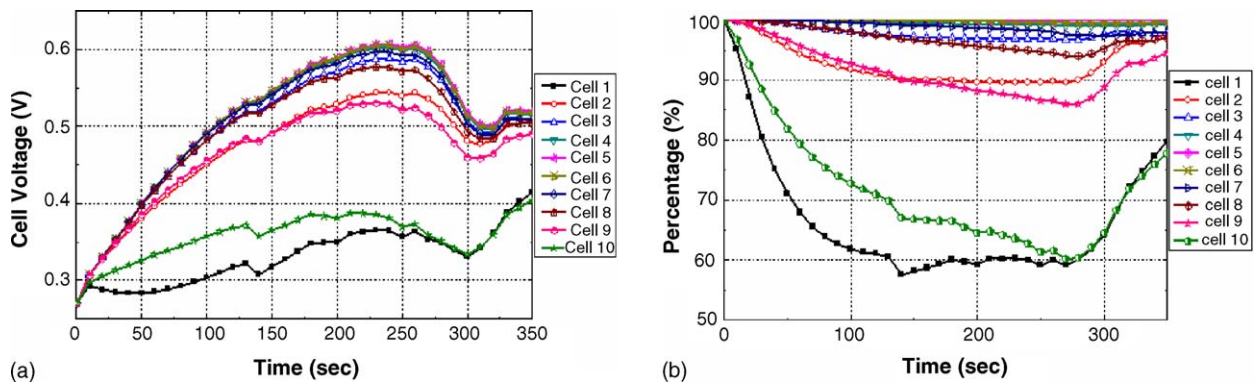 Cell Voltage (V)
0.6
0.5
0.4
0.3
0
50
100
150
200
250
300
350
Time (sec)
Cell 1
Cell 2
Cell 3
Cell 4
Cell 5
Cell 6
Cell 7
Cell 8
Cell 9
Cell 10
(a)
Percentage (%)
100
90
80
70
60
50
0
100
200
300
Time (sec)
cell 1
cell 2
cell 3
cell 4
cell 5
cell 6
cell 7
cell 8
cell 9
cell 10
(b)